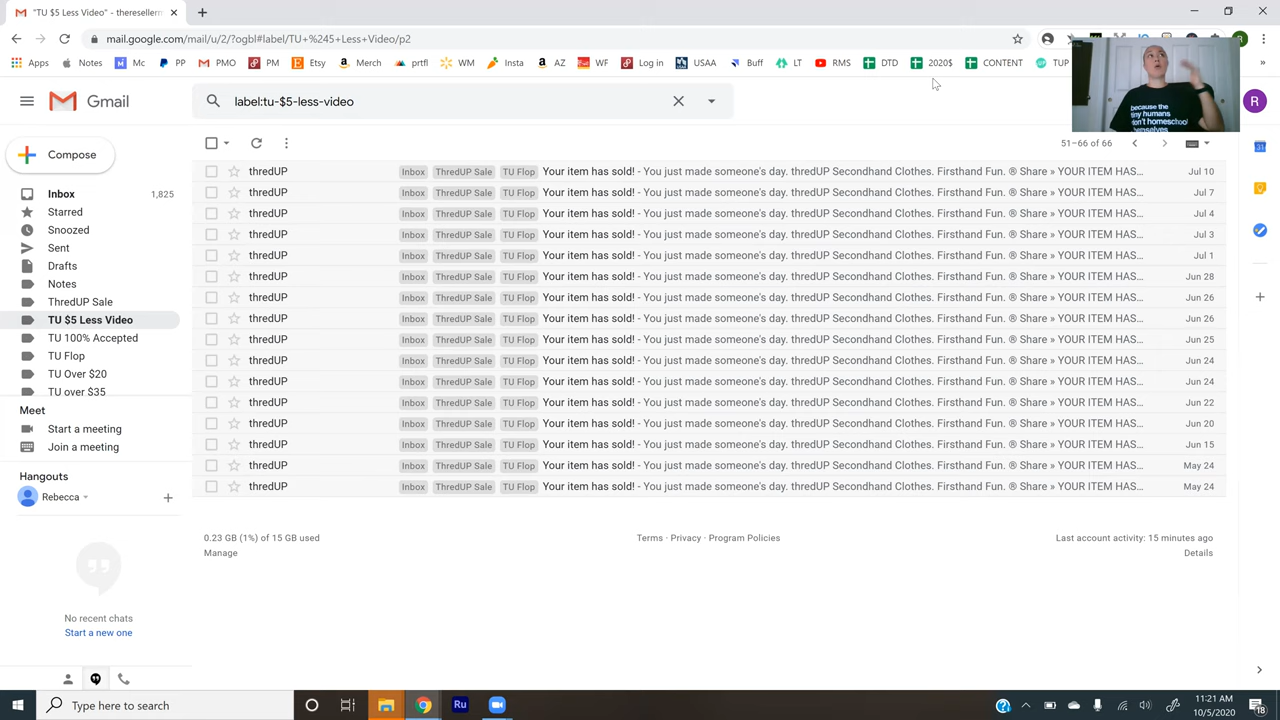 "TU $5 Less Video" - theresellerm
mail.google.com/mail/u/2/?ogbl#label/TU+%245+Less+Video/p2
Apps Notes Mc PP PMO PM Etsy Merch prtfl WM Insta AZ WF Log in USAA Buff LT RMS DTD 2020$ CONTENT TUP »
Gmail
label:tu-$5-less-video
R
because the
tiny humans
don't homeschool
themselves
Compose
51–66 of 66
Inbox 1,825
Starred
Snoozed
Sent
Drafts
Notes
ThredUP Sale
TU $5 Less Video
TU 100% Accepted
TU Flop
TU Over $20
TU over $35
Meet
Start a meeting
Join a meeting
Hangouts
Rebecca
No recent chats
Start a new one
thredUP Inbox ThredUP Sale TU Flop Your item has sold! - You just made someone's day. thredUP Secondhand Clothes. Firsthand Fun. ® Share » YOUR ITEM HAS... Jul 10
thredUP Inbox ThredUP Sale TU Flop Your item has sold! - You just made someone's day. thredUP Secondhand Clothes. Firsthand Fun. ® Share » YOUR ITEM HAS... Jul 7
thredUP Inbox ThredUP Sale TU Flop Your item has sold! - You just made someone's day. thredUP Secondhand Clothes. Firsthand Fun. ® Share » YOUR ITEM HAS... Jul 4
thredUP Inbox ThredUP Sale TU Flop Your item has sold! - You just made someone's day. thredUP Secondhand Clothes. Firsthand Fun. ® Share » YOUR ITEM HAS... Jul 3
thredUP Inbox ThredUP Sale TU Flop Your item has sold! - You just made someone's day. thredUP Secondhand Clothes. Firsthand Fun. ® Share » YOUR ITEM HAS... Jul 1
thredUP Inbox ThredUP Sale TU Flop Your item has sold! - You just made someone's day. thredUP Secondhand Clothes. Firsthand Fun. ® Share » YOUR ITEM HAS... Jun 28
thredUP Inbox ThredUP Sale TU Flop Your item has sold! - You just made someone's day. thredUP Secondhand Clothes. Firsthand Fun. ® Share » YOUR ITEM HAS... Jun 26
thredUP Inbox ThredUP Sale TU Flop Your item has sold! - You just made someone's day. thredUP Secondhand Clothes. Firsthand Fun. ® Share » YOUR ITEM HAS... Jun 26
thredUP Inbox ThredUP Sale TU Flop Your item has sold! - You just made someone's day. thredUP Secondhand Clothes. Firsthand Fun. ® Share » YOUR ITEM HAS... Jun 25
thredUP Inbox ThredUP Sale TU Flop Your item has sold! - You just made someone's day. thredUP Secondhand Clothes. Firsthand Fun. ® Share » YOUR ITEM HAS... Jun 24
thredUP Inbox ThredUP Sale TU Flop Your item has sold! - You just made someone's day. thredUP Secondhand Clothes. Firsthand Fun. ® Share » YOUR ITEM HAS... Jun 24
thredUP Inbox ThredUP Sale TU Flop Your item has sold! - You just made someone's day. thredUP Secondhand Clothes. Firsthand Fun. ® Share » YOUR ITEM HAS... Jun 22
thredUP Inbox ThredUP Sale TU Flop Your item has sold! - You just made someone's day. thredUP Secondhand Clothes. Firsthand Fun. ® Share » YOUR ITEM HAS... Jun 20
thredUP Inbox ThredUP Sale TU Flop Your item has sold! - You just made someone's day. thredUP Secondhand Clothes. Firsthand Fun. ® Share » YOUR ITEM HAS... Jun 15
thredUP Inbox ThredUP Sale TU Flop Your item has sold! - You just made someone's day. thredUP Secondhand Clothes. Firsthand Fun. ® Share » YOUR ITEM HAS... May 24
thredUP Inbox ThredUP Sale TU Flop Your item has sold! - You just made someone's day. thredUP Secondhand Clothes. Firsthand Fun. ® Share » YOUR ITEM HAS... May 24
0.23 GB (1%) of 15 GB used
Manage
Terms · Privacy · Program Policies
Last account activity: 15 minutes ago
Details
Type here to search
Ru
11:21 AM
10/5/2020
18